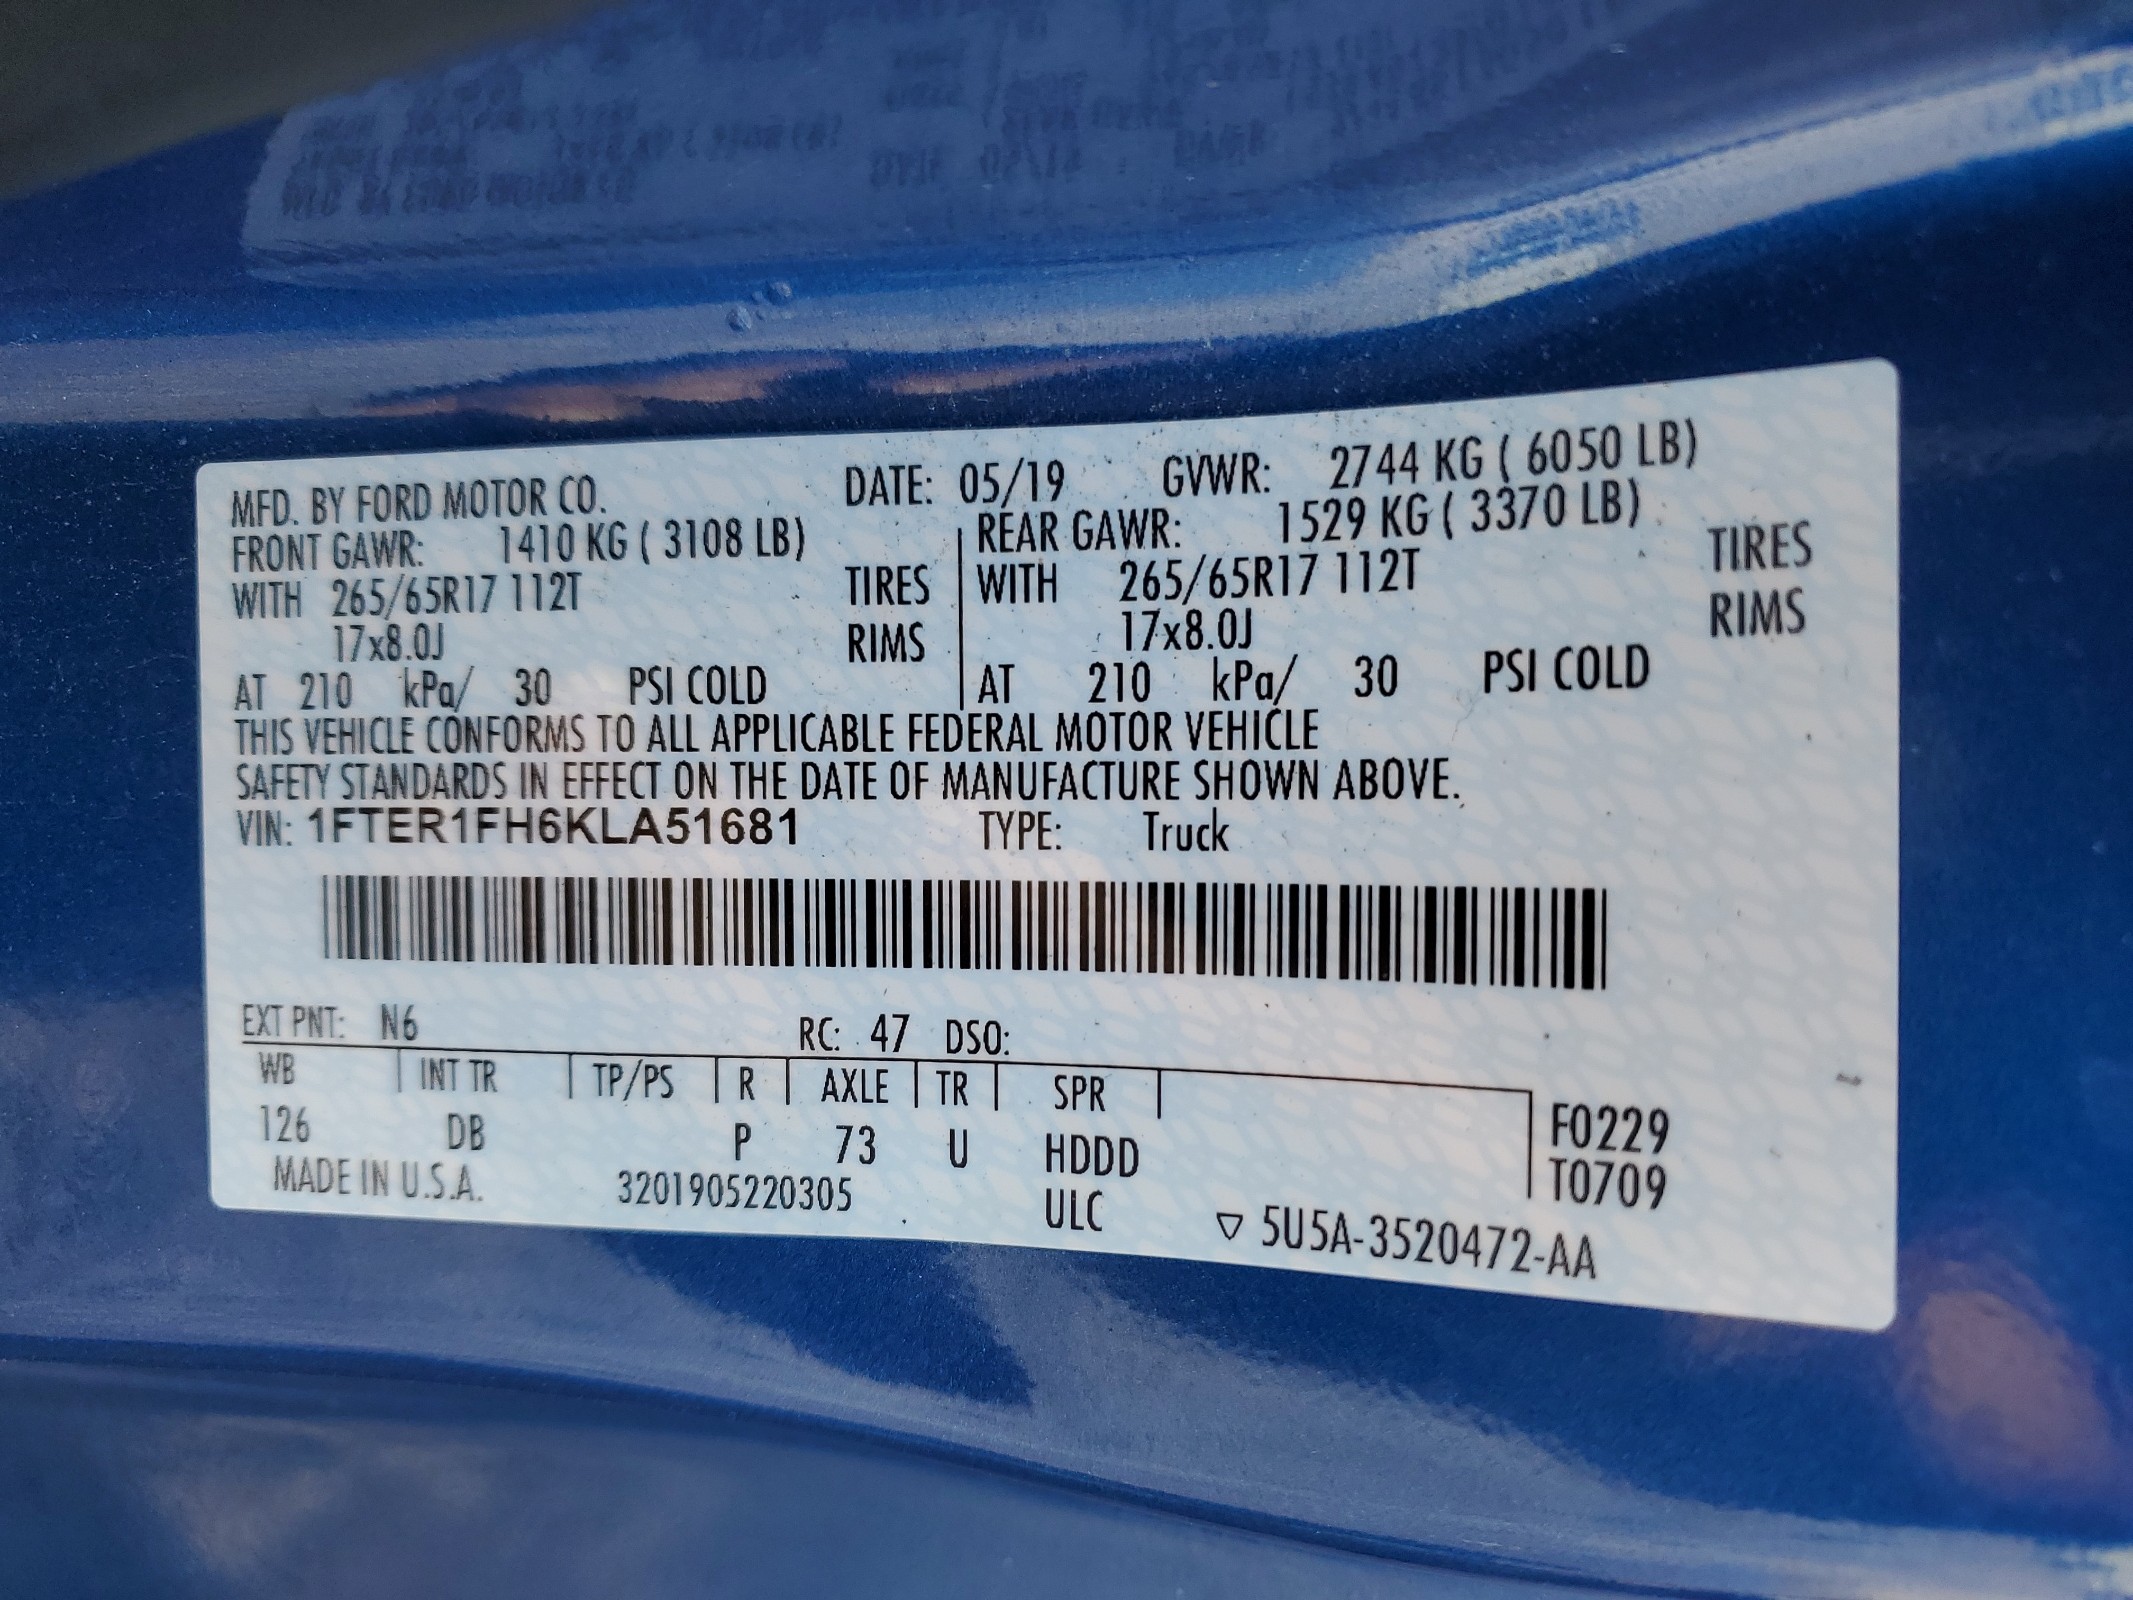 MFD. BY FORD MOTOR CO. DATE: 05/19 GVWR: 2744 KG ( 6050 LB)
FRONT GAWR: 1410 KG ( 3108 LB) REAR GAWR: 1529 KG ( 3370 LB)
WITH 265/65R17 112T TIRES WITH 265/65R17 112T TIRES
17x8.0J RIMS 17x8.0J RIMS
AT 210 kPa/ 30 PSI COLD AT 210 kPa/ 30 PSI COLD
THIS VEHICLE CONFORMS TO ALL APPLICABLE FEDERAL MOTOR VEHICLE
SAFETY STANDARDS IN EFFECT ON THE DATE OF MANUFACTURE SHOWN ABOVE.
VIN: 1FTER1FH6KLA51681 TYPE: Truck
EXT PNT: N6 RC: 47 DSO:
WB INT TR TP/PS R AXLE TR SPR
126 DB P 73 U HDDD F0229
MADE IN U.S.A. 3201905220305 ULC T0709
▽ 5U5A-3520472-AA